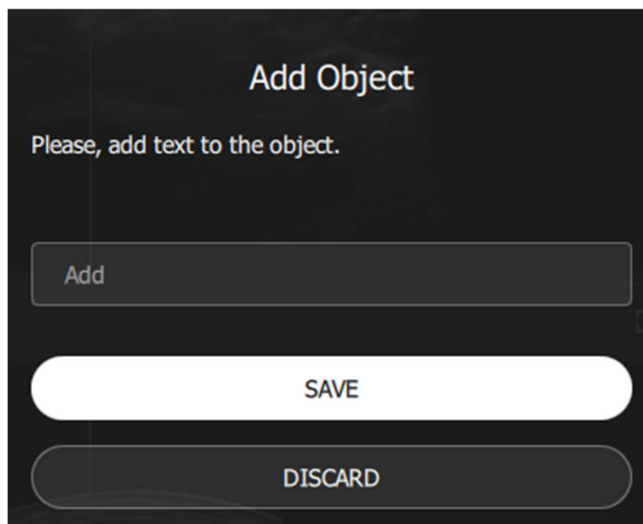 Add Object
Please, add text to the object.
Add
SAVE
DISCARD